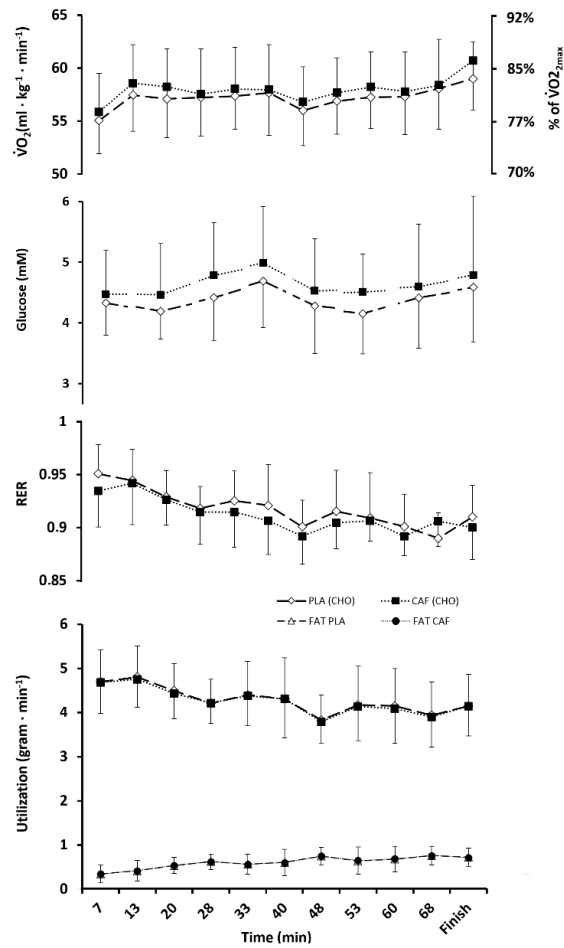 V̇O₂(ml · kg⁻¹ · min⁻¹)
65
60
55
50
92%
85%
77%
70%
% of V̇O2₂max
Glucose (mM)
6
5
4
3
RER
1
0.95
0.9
0.85
PLA (CHO) CAF (CHO)
FAT PLA FAT CAF
Utilization (gram · min⁻¹)
6
5
4
3
2
1
0
7 13 20 28 33 40 48 53 60 68 Finish
Time (min)